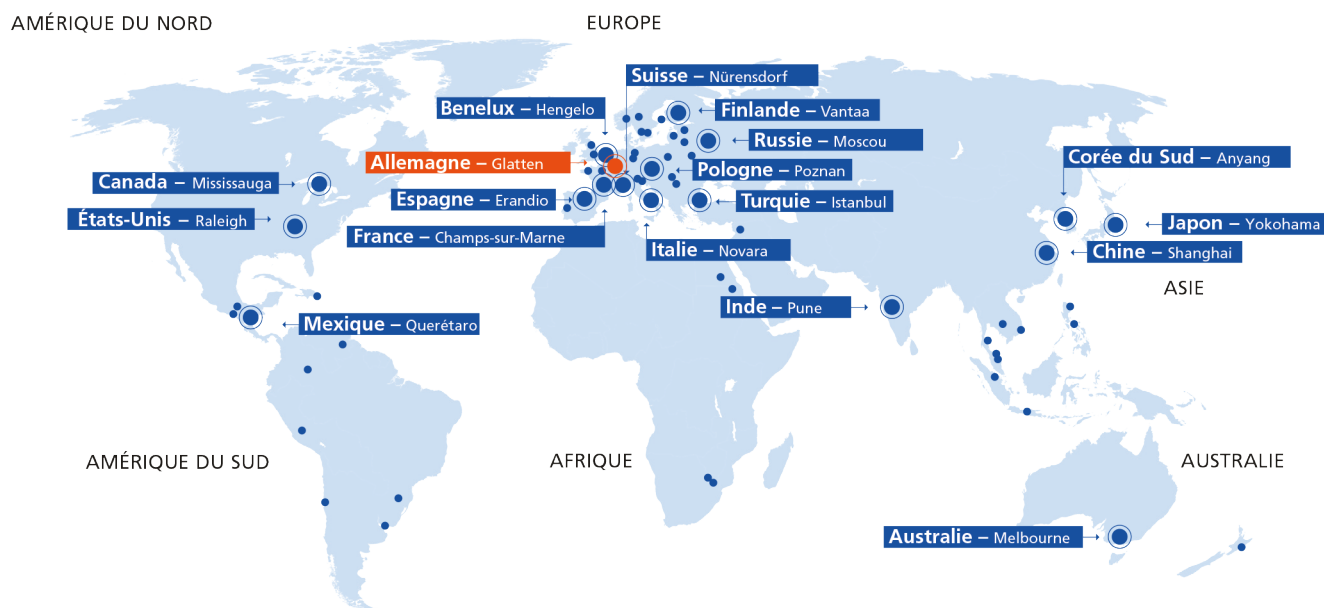 AMÉRIQUE DU NORD
EUROPE
Suisse – Nürensdorf
Benelux – Hengelo
Finlande – Vantaa
Russie – Moscou
Allemagne – Glatten
Corée du Sud – Anyang
Pologne – Poznan
Canada – Mississauga
Espagne – Erandio
Turquie – Istanbul
États-Unis – Raleigh
Japon – Yokohama
France – Champs-sur-Marne
Italie – Novara
Chine – Shanghai
ASIE
Inde – Pune
Mexique – Querétaro
AMÉRIQUE DU SUD
AFRIQUE
AUSTRALIE
Australie – Melbourne